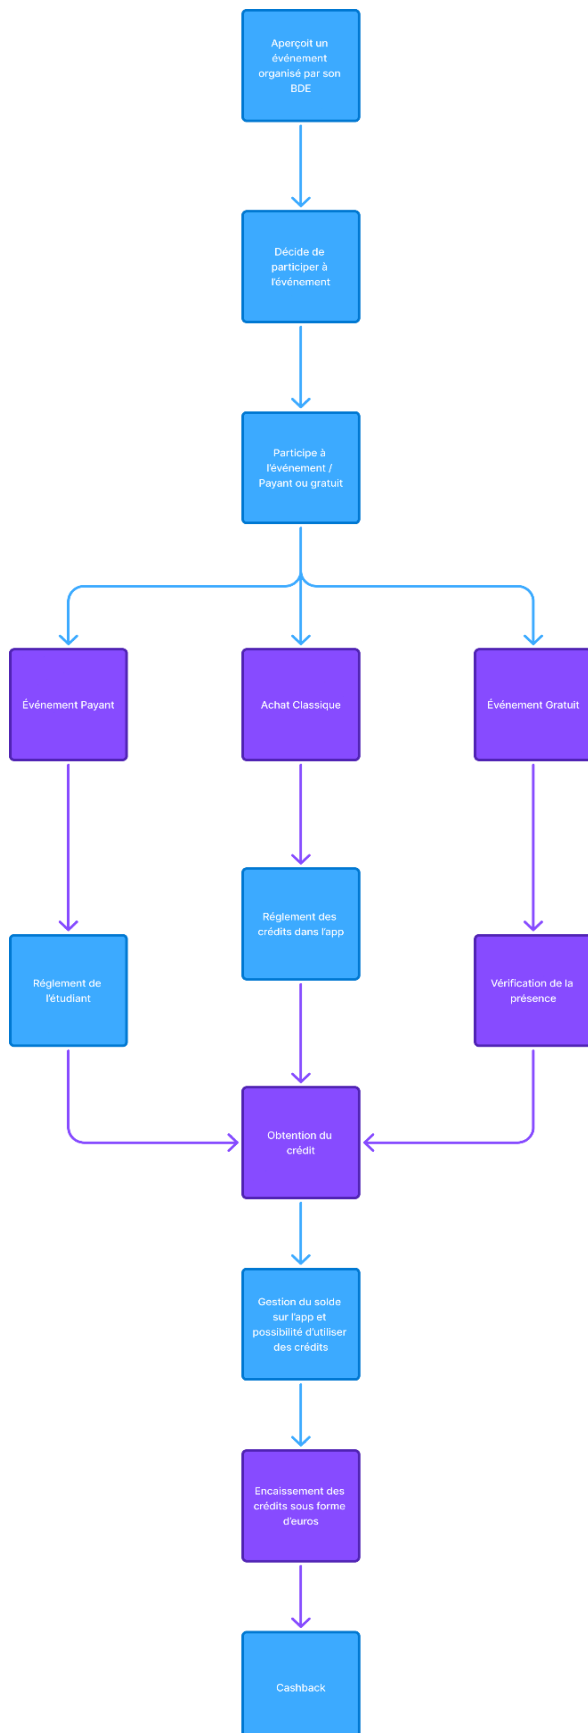 Aperçoit un
événement
organisé par son
BDE
Décide de
participer à
l'événement
Participe à
l'événement /
Payant ou gratuit
Événement Payant
Achat Classique
Événement Gratuit
Réglement des
crédits dans l'app
Réglement de
l'étudiant
Vérification de la
présence
Obtention du
crédit
Gestion du solde
sur l'app et
possibilité d'utiliser
des crédits
Encaissement des
crédits sous forme
d'euros
Cashback